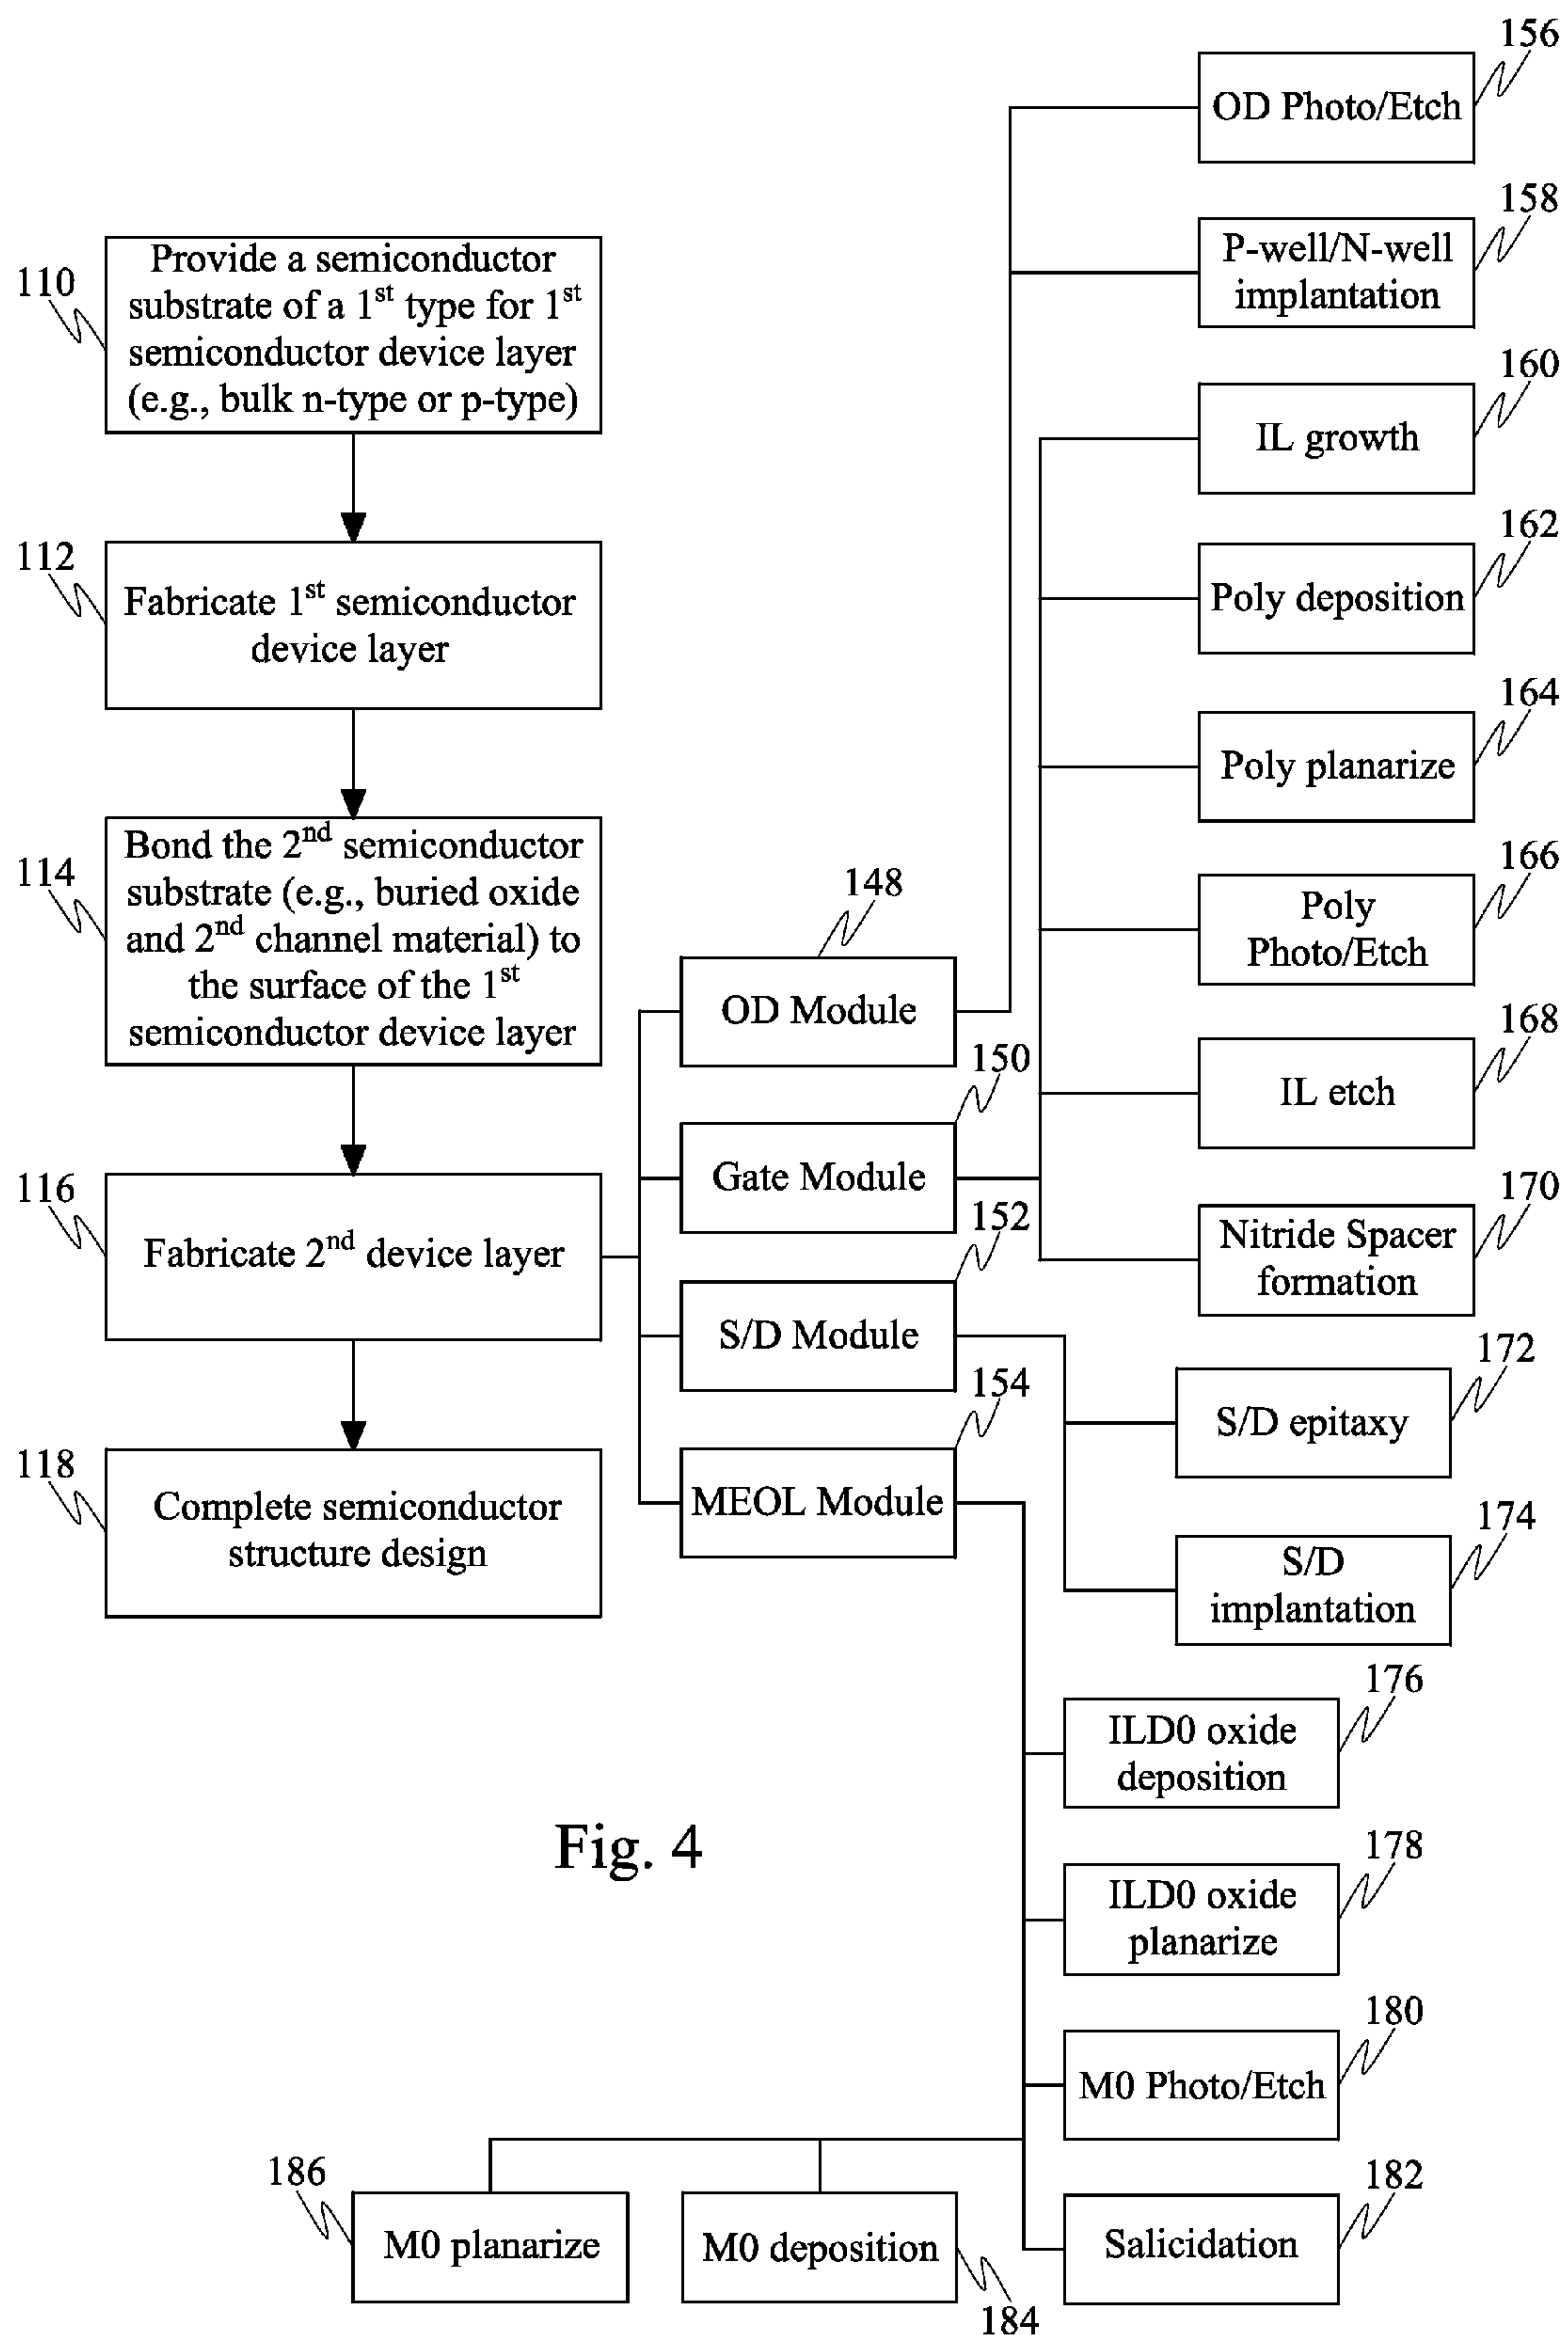 110
Provide a semiconductor
substrate of a 1st type for 1st
semiconductor device layer
(e.g., bulk n-type or p-type)
112
Fabricate 1st semiconductor
device layer
114
Bond the 2nd semiconductor
substrate (e.g., buried oxide
and 2nd channel material) to
the surface of the 1st
semiconductor device layer
116
Fabricate 2nd device layer
118
Complete semiconductor
structure design
148
OD Module
150
Gate Module
152
S/D Module
154
MEOL Module
156
OD Photo/Etch
158
P-well/N-well
implantation
160
IL growth
162
Poly deposition
164
Poly planarize
166
Poly
Photo/Etch
168
IL etch
170
Nitride Spacer
formation
172
S/D epitaxy
174
S/D
implantation
176
ILD0 oxide
deposition
178
ILD0 oxide
planarize
180
M0 Photo/Etch
182
Salicidation
184
M0 deposition
186
M0 planarize
Fig. 4